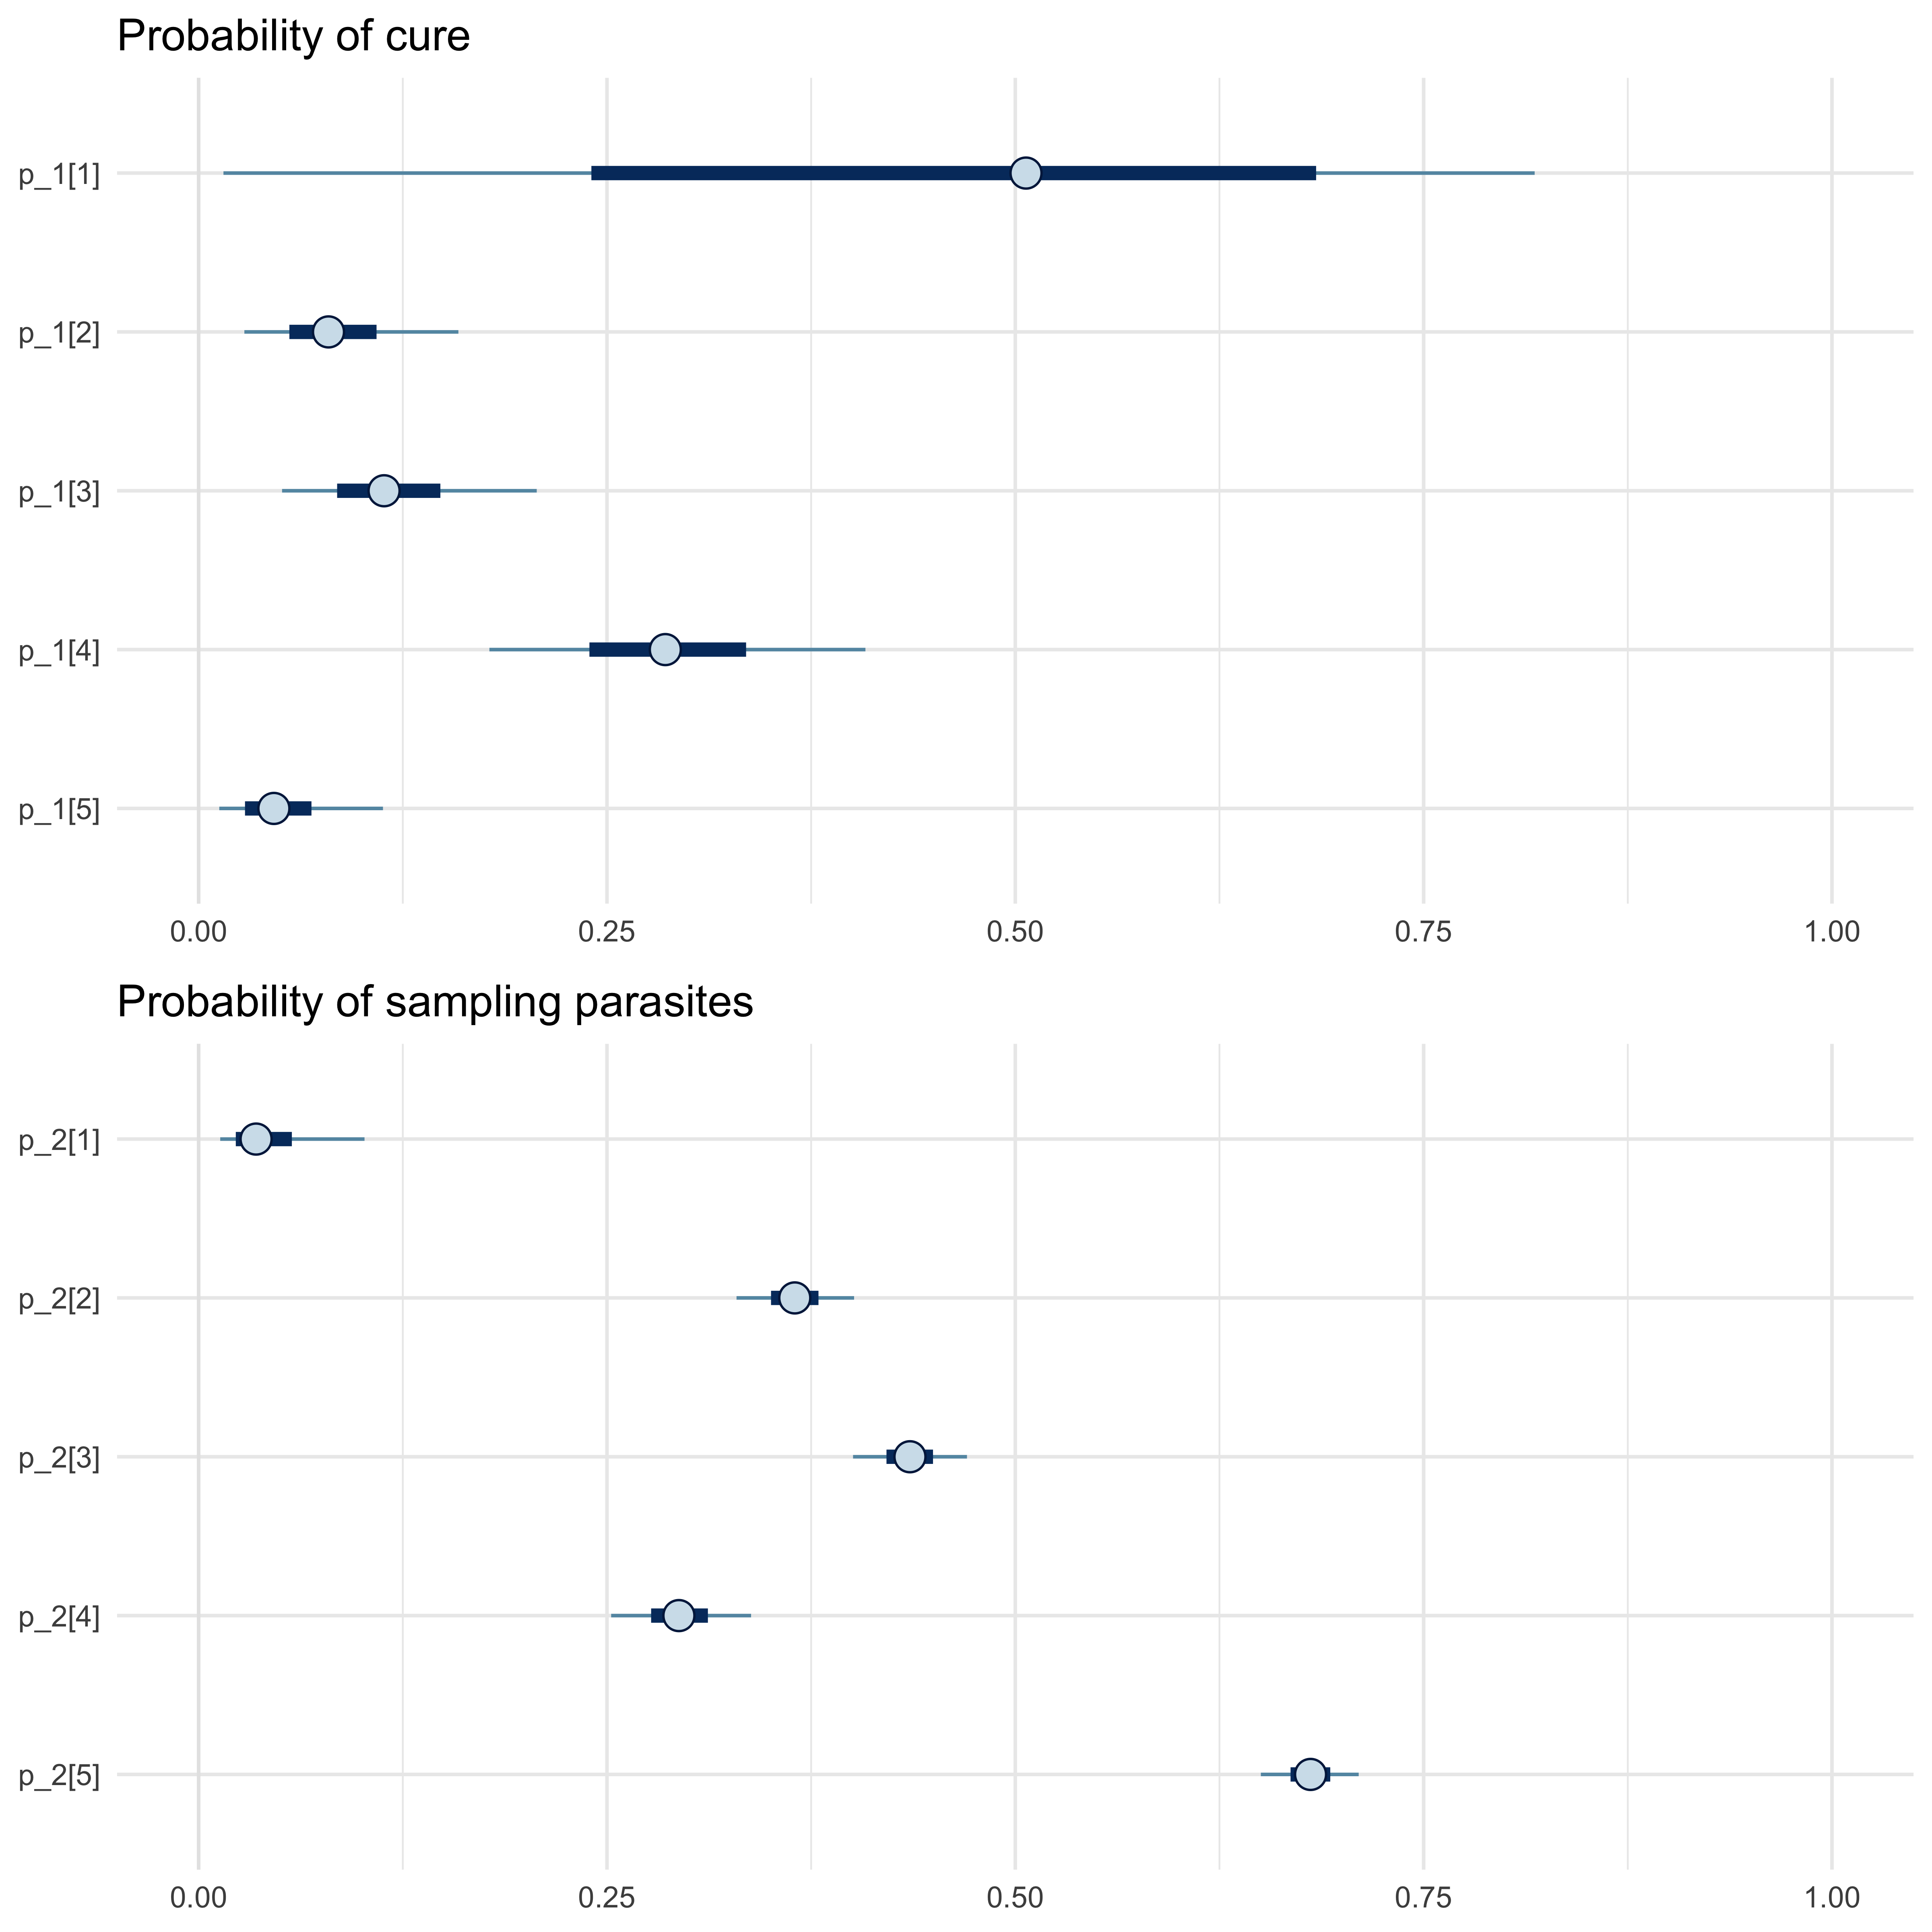 Probability of cure
p_1[1]
p_1[2]
p_1[3]
p_1[4]
p_1[5]
0.00 0.25 0.50 0.75 1.00
Probability of sampling parasites
p_2[1]
p_2[2]
p_2[3]
p_2[4]
p_2[5]
0.00 0.25 0.50 0.75 1.00